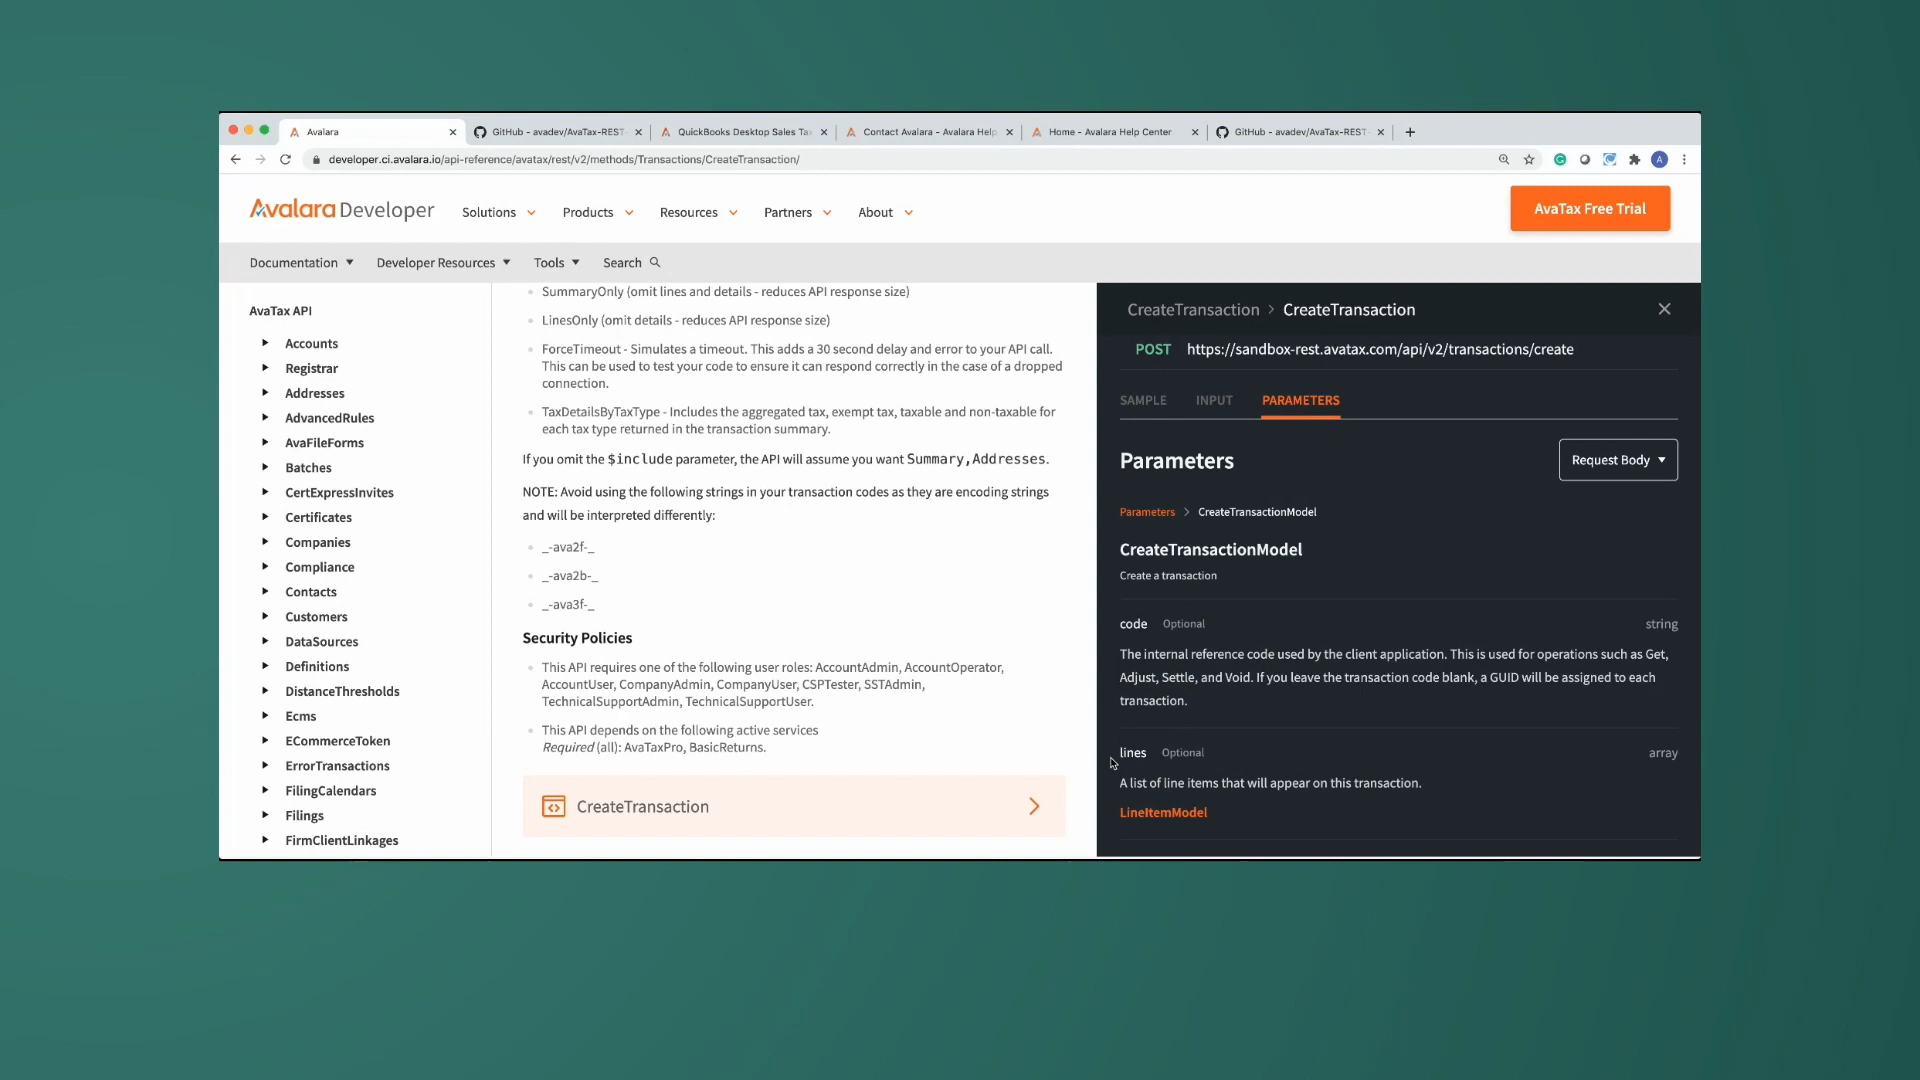 Avalara
GitHub - avadev/AvaTax-REST-
QuickBooks Desktop Sales Ta
Contact Avalara - Avalara Help
Home - Avalara Help Center
GitHub - avadev/AvaTax-REST-
developer.ci.avalara.io/api-reference/avatax/rest/v2/methods/Transactions/CreateTransaction/
A
Avalara Developer
Solutions
Products
Resources
Partners
About
AvaTax Free Trial
Documentation
Developer Resources
Tools
Search
AvaTax API
Accounts
Registrar
Addresses
AdvancedRules
AvaFileForms
Batches
CertExpressInvites
Certificates
Companies
Compliance
Contacts
Customers
DataSources
Definitions
DistanceThresholds
Ecms
ECommerceToken
ErrorTransactions
FilingCalendars
Filings
FirmClientLinkages
SummaryOnly (omit lines and details - reduces API response size)
LinesOnly (omit details - reduces API response size)
ForceTimeout - Simulates a timeout. This adds a 30 second delay and error to your API call.
This can be used to test your code to ensure it can respond correctly in the case of a dropped
connection.
TaxDetailsByTaxType - Includes the aggregated tax, exempt tax, taxable and non-taxable for
each tax type returned in the transaction summary.
If you omit the $include parameter, the API will assume you want Summary,Addresses.
NOTE: Avoid using the following strings in your transaction codes as they are encoding strings
and will be interpreted differently:
_-ava2f-_
_-ava2b-_
_-ava3f-_
Security Policies
This API requires one of the following user roles: AccountAdmin, AccountOperator,
AccountUser, CompanyAdmin, CompanyUser, CSPTester, SSTAdmin,
TechnicalSupportAdmin, TechnicalSupportUser.
This API depends on the following active services
Required (all): AvaTaxPro, BasicReturns.
CreateTransaction
CreateTransaction > CreateTransaction
POST https://sandbox-rest.avatax.com/api/v2/transactions/create
SAMPLE INPUT PARAMETERS
Parameters
Request Body
Parameters > CreateTransactionModel
CreateTransactionModel
Create a transaction
code Optional string
The internal reference code used by the client application. This is used for operations such as Get,
Adjust, Settle, and Void. If you leave the transaction code blank, a GUID will be assigned to each
transaction.
lines Optional array
A list of line items that will appear on this transaction.
LineItemModel